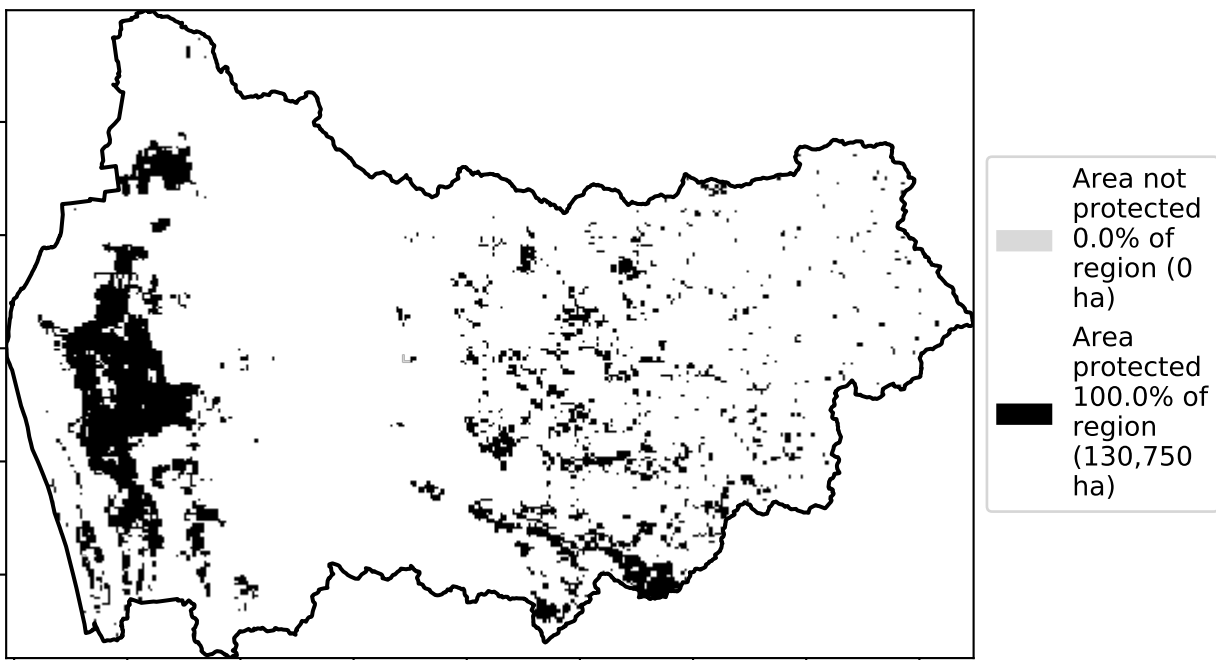 Area not
protected
0.0% of
region (0
ha)
Area
protected
100.0% of
region
(130,750
ha)